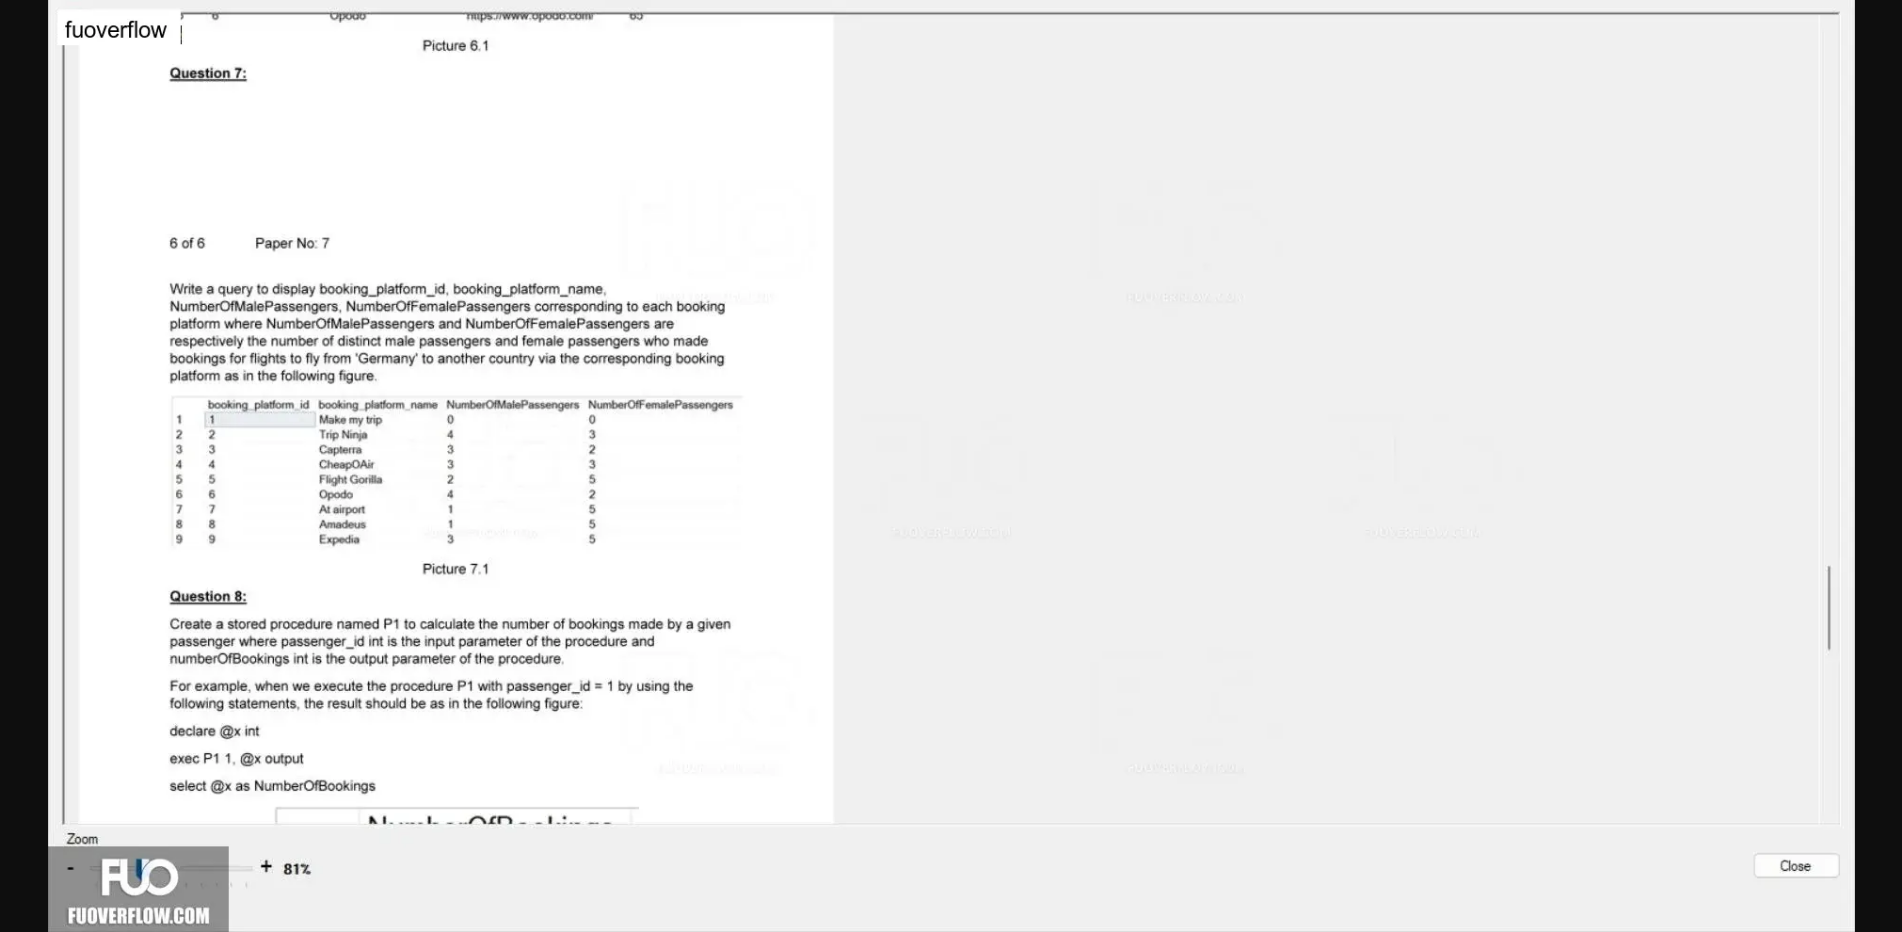 fuoverflow
6 Opodo https://www.opodo.com/ 65
Picture 6.1
Question 7:
6 of 6 Paper No: 7
Write a query to display booking_platform_id, booking_platform_name,
NumberOfMalePassengers, NumberOfFemalePassengers corresponding to each booking
platform where NumberOfMalePassengers and NumberOfFemalePassengers are
respectively the number of distinct male passengers and female passengers who made
bookings for flights to fly from 'Germany' to another country via the corresponding booking
platform as in the following figure.
booking_platform_id booking_platform_name NumberOfMalePassengers NumberOfFemalePassengers
1 1 Make my trip 0 0
2 2 Trip Ninja 4 3
3 3 Capterra 3 2
4 4 CheapOAir 3 3
5 5 Flight Gorilla 2 5
6 6 Opodo 4 2
7 7 At airport 1 5
8 8 Amadeus 1 5
9 9 Expedia 3 5
Picture 7.1
Question 8:
Create a stored procedure named P1 to calculate the number of bookings made by a given
passenger where passenger_id int is the input parameter of the procedure and
numberOfBookings int is the output parameter of the procedure.
For example, when we execute the procedure P1 with passenger_id = 1 by using the
following statements, the result should be as in the following figure:
declare @x int
exec P1 1, @x output
select @x as NumberOfBookings
NumberOfBookings
Zoom
- + 81%
Close
FUO
FUOVERFLOW.COM